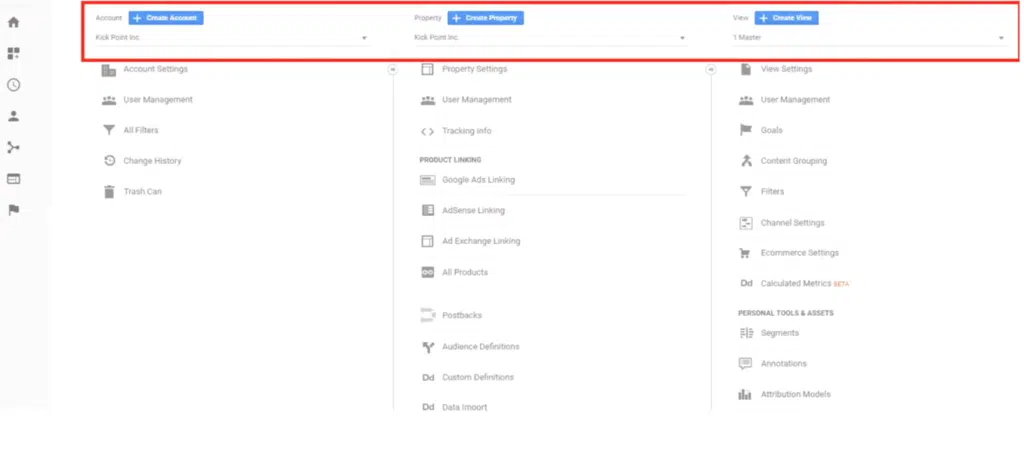 Account + Create Account
Kick Point Inc.
Account Settings
User Management
All Filters
Change History
Trash Can
Property + Create Property
Kick Point Inc.
Property Settings
User Management
Tracking Info
PRODUCT LINKING
Google Ads Linking
AdSense Linking
Ad Exchange Linking
All Products
Postbacks
Audience Definitions
Dd Custom Definitions
Dd Data Import
View + Create View
1 Master
View Settings
User Management
Goals
Content Grouping
Filters
Channel Settings
Ecommerce Settings
Dd Calculated Metrics BETA
PERSONAL TOOLS & ASSETS
Segments
Annotations
Attribution Models